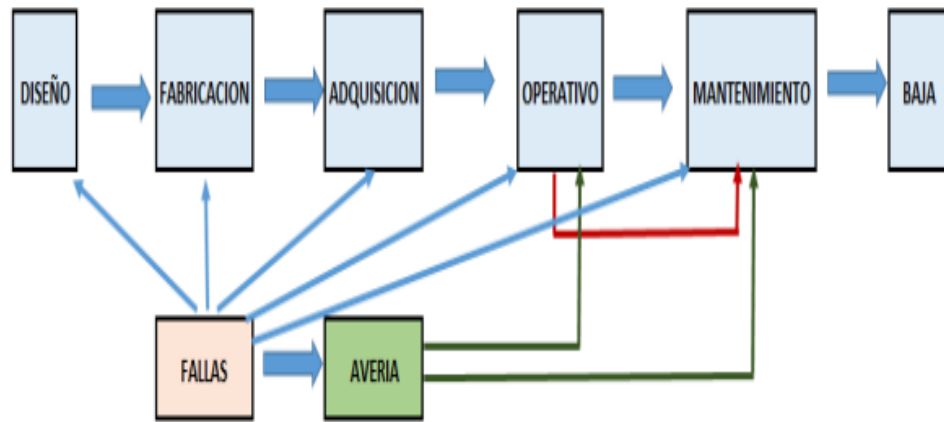 DISEÑO
FABRICACION
ADQUISICION
OPERATIVO
MANTENIMIENTO
BAJA
FALLAS
AVERIA